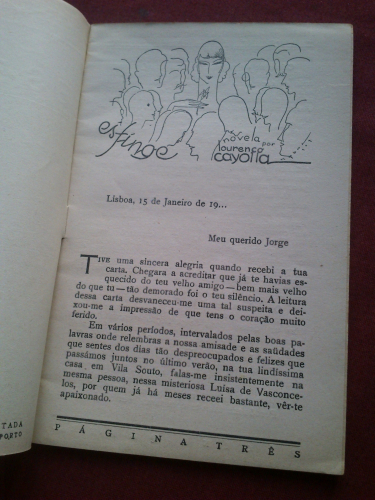 esfinge
novela por
lourenço
cayolla
Lisboa, 15 de Janeiro de 19...
Meu querido Jorge
TIVE uma sincera alegria quando recebi a tua
carta. Chegara a acreditar que já te havias es-
quecido do teu velho amigo—bem mais velho
do que tu—tão demorado foi o teu silêncio. A leitura
dessa carta desvaneceu-me uma tal suspeita e dei-
xou-me a impressão de que tens o coração muito
ferido.
Em vários períodos, intervalados pelas boas pa-
lavras onde relembras a nossa amisade e as saüdades
que sentes dos dias tão despreocupados e felizes que
passámos juntos no último verão, na tua lindíssima
casa em Vila Souto, falas-me insistentemente na
mesma pessoa, nessa misteriosa Luísa de Vasconce-
los, por quem já há meses receei bastante, vêr-te
apaixonado.
PÁGINA TRÊS
TADA
PORTO